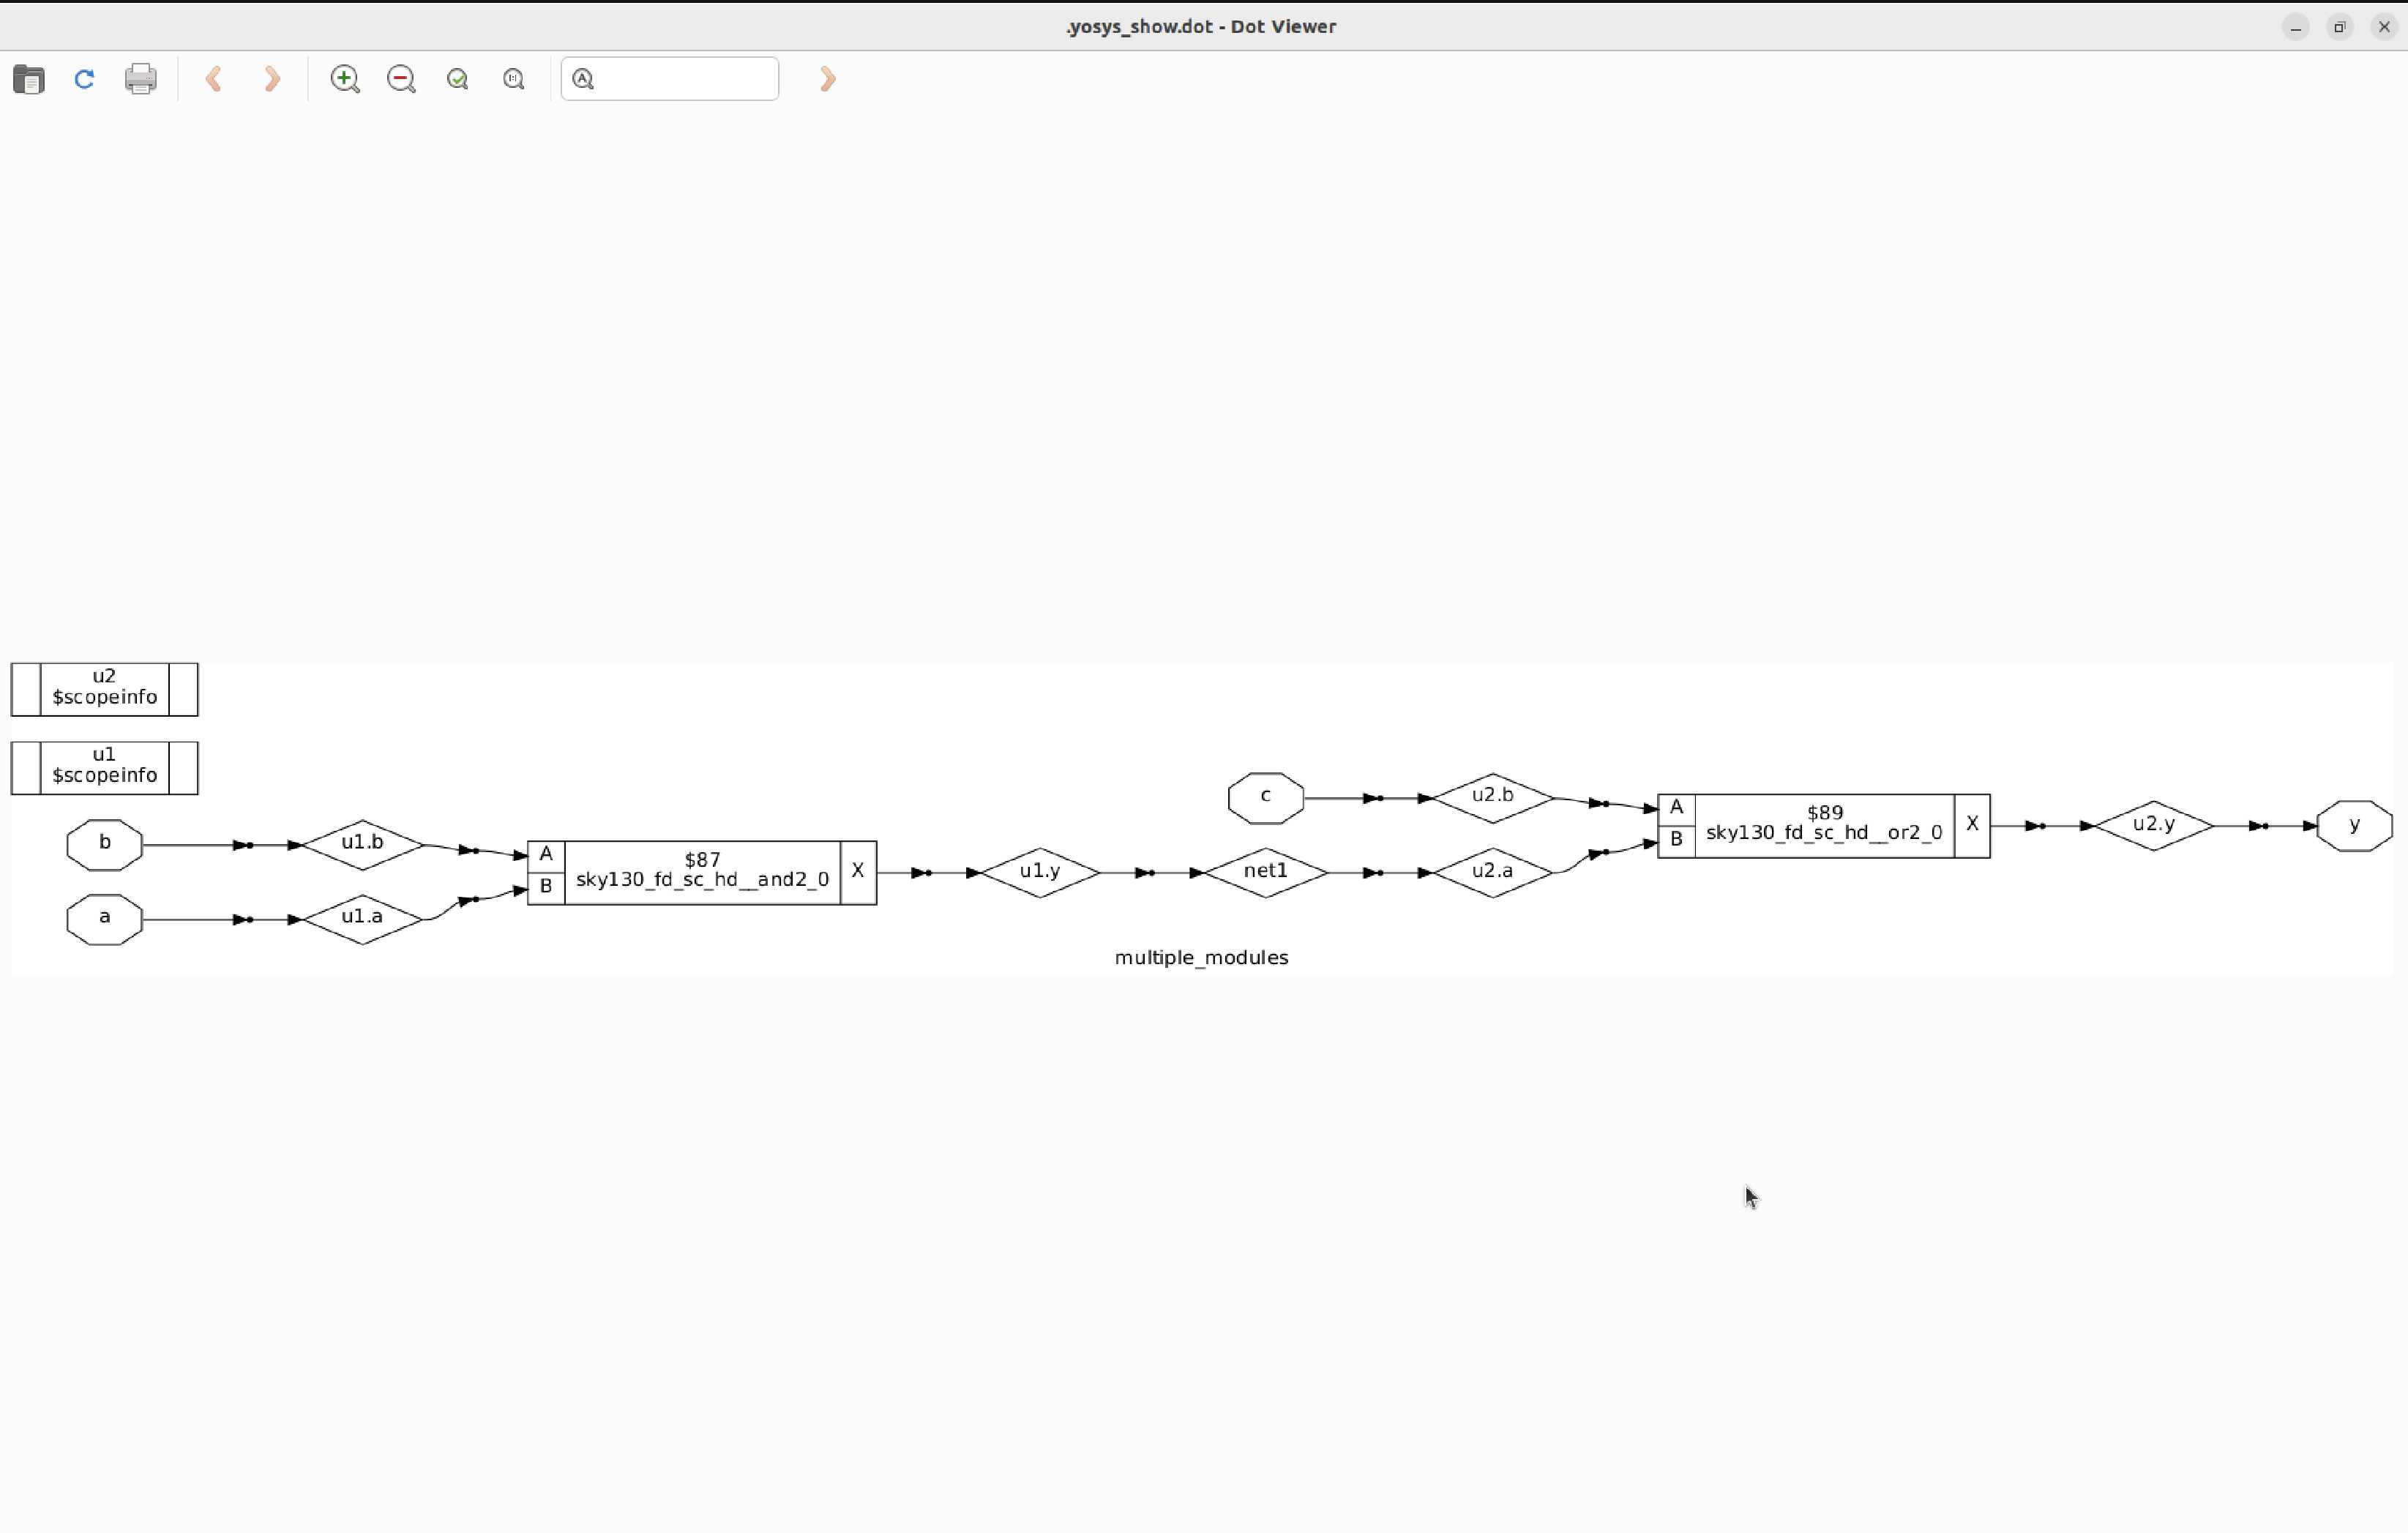 .yosys_show.dot - Dot Viewer
u2
$scopeinfo
u1
$scopeinfo
b
u1.b
a
u1.a
A
B
$87
sky130_fd_sc_hd__and2_0
X
u1.y
net1
c
u2.b
u2.a
A
B
$89
sky130_fd_sc_hd__or2_0
X
u2.y
y
multiple_modules